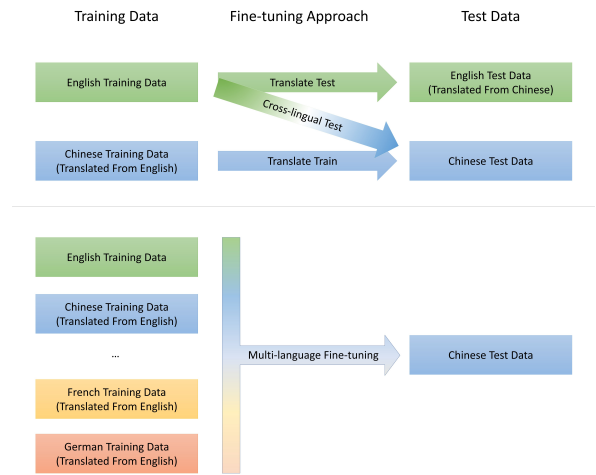 Training Data
Fine-tuning Approach
Test Data
English Training Data
Translate Test
English Test Data
(Translated From Chinese)
Cross-lingual Test
Chinese Training Data
(Translated From English)
Translate Train
Chinese Test Data
English Training Data
Chinese Training Data
(Translated From English)
...
Multi-language Fine-tuning
Chinese Test Data
French Training Data
(Translated From English)
German Training Data
(Translated From English)